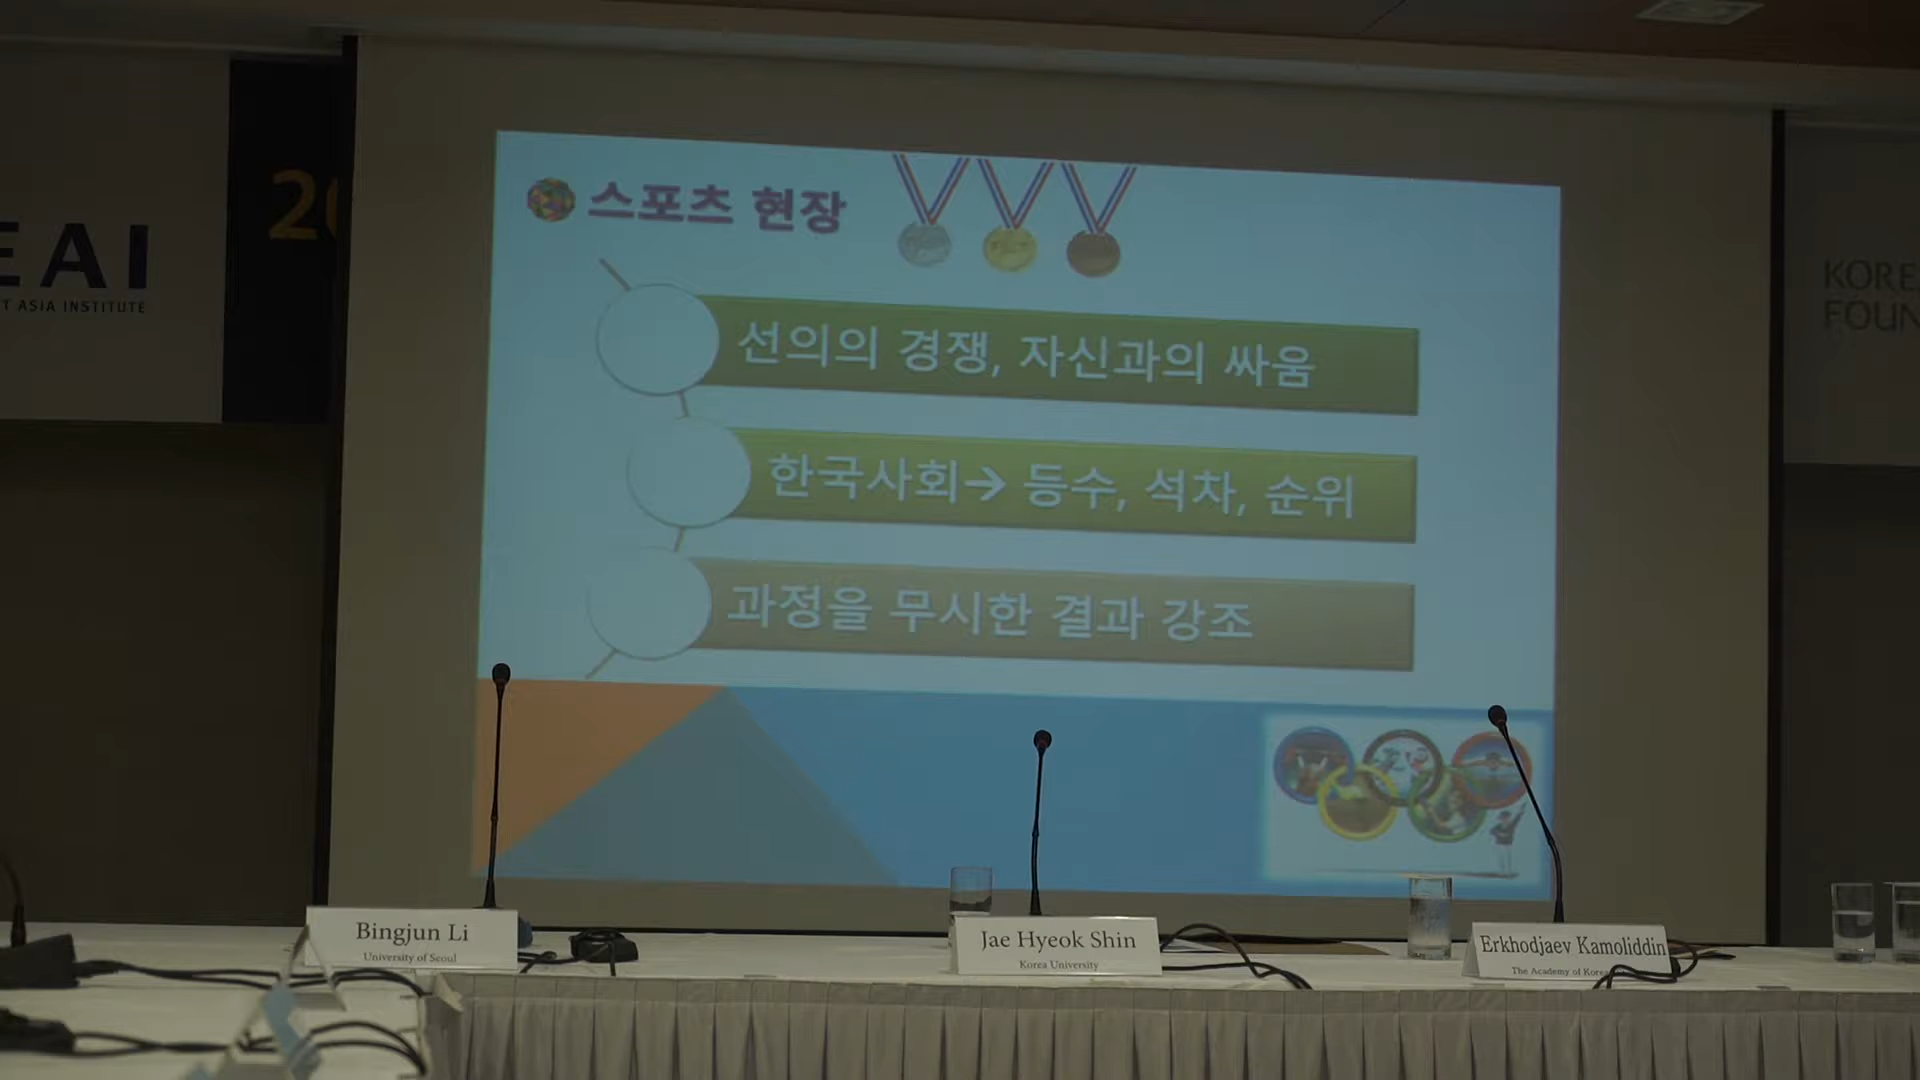 EAI
T ASIA INSTITUTE
20
스포츠 현장
선의의 경쟁, 자신과의 싸움
한국사회→ 등수, 석차, 순위
과정을 무시한 결과 강조
KORE
FOUN
Bingjun Li
University of Seoul
Jae Hyeok Shin
Korea University
Erkhodjaev Kamoliddin
The Academy of Korea